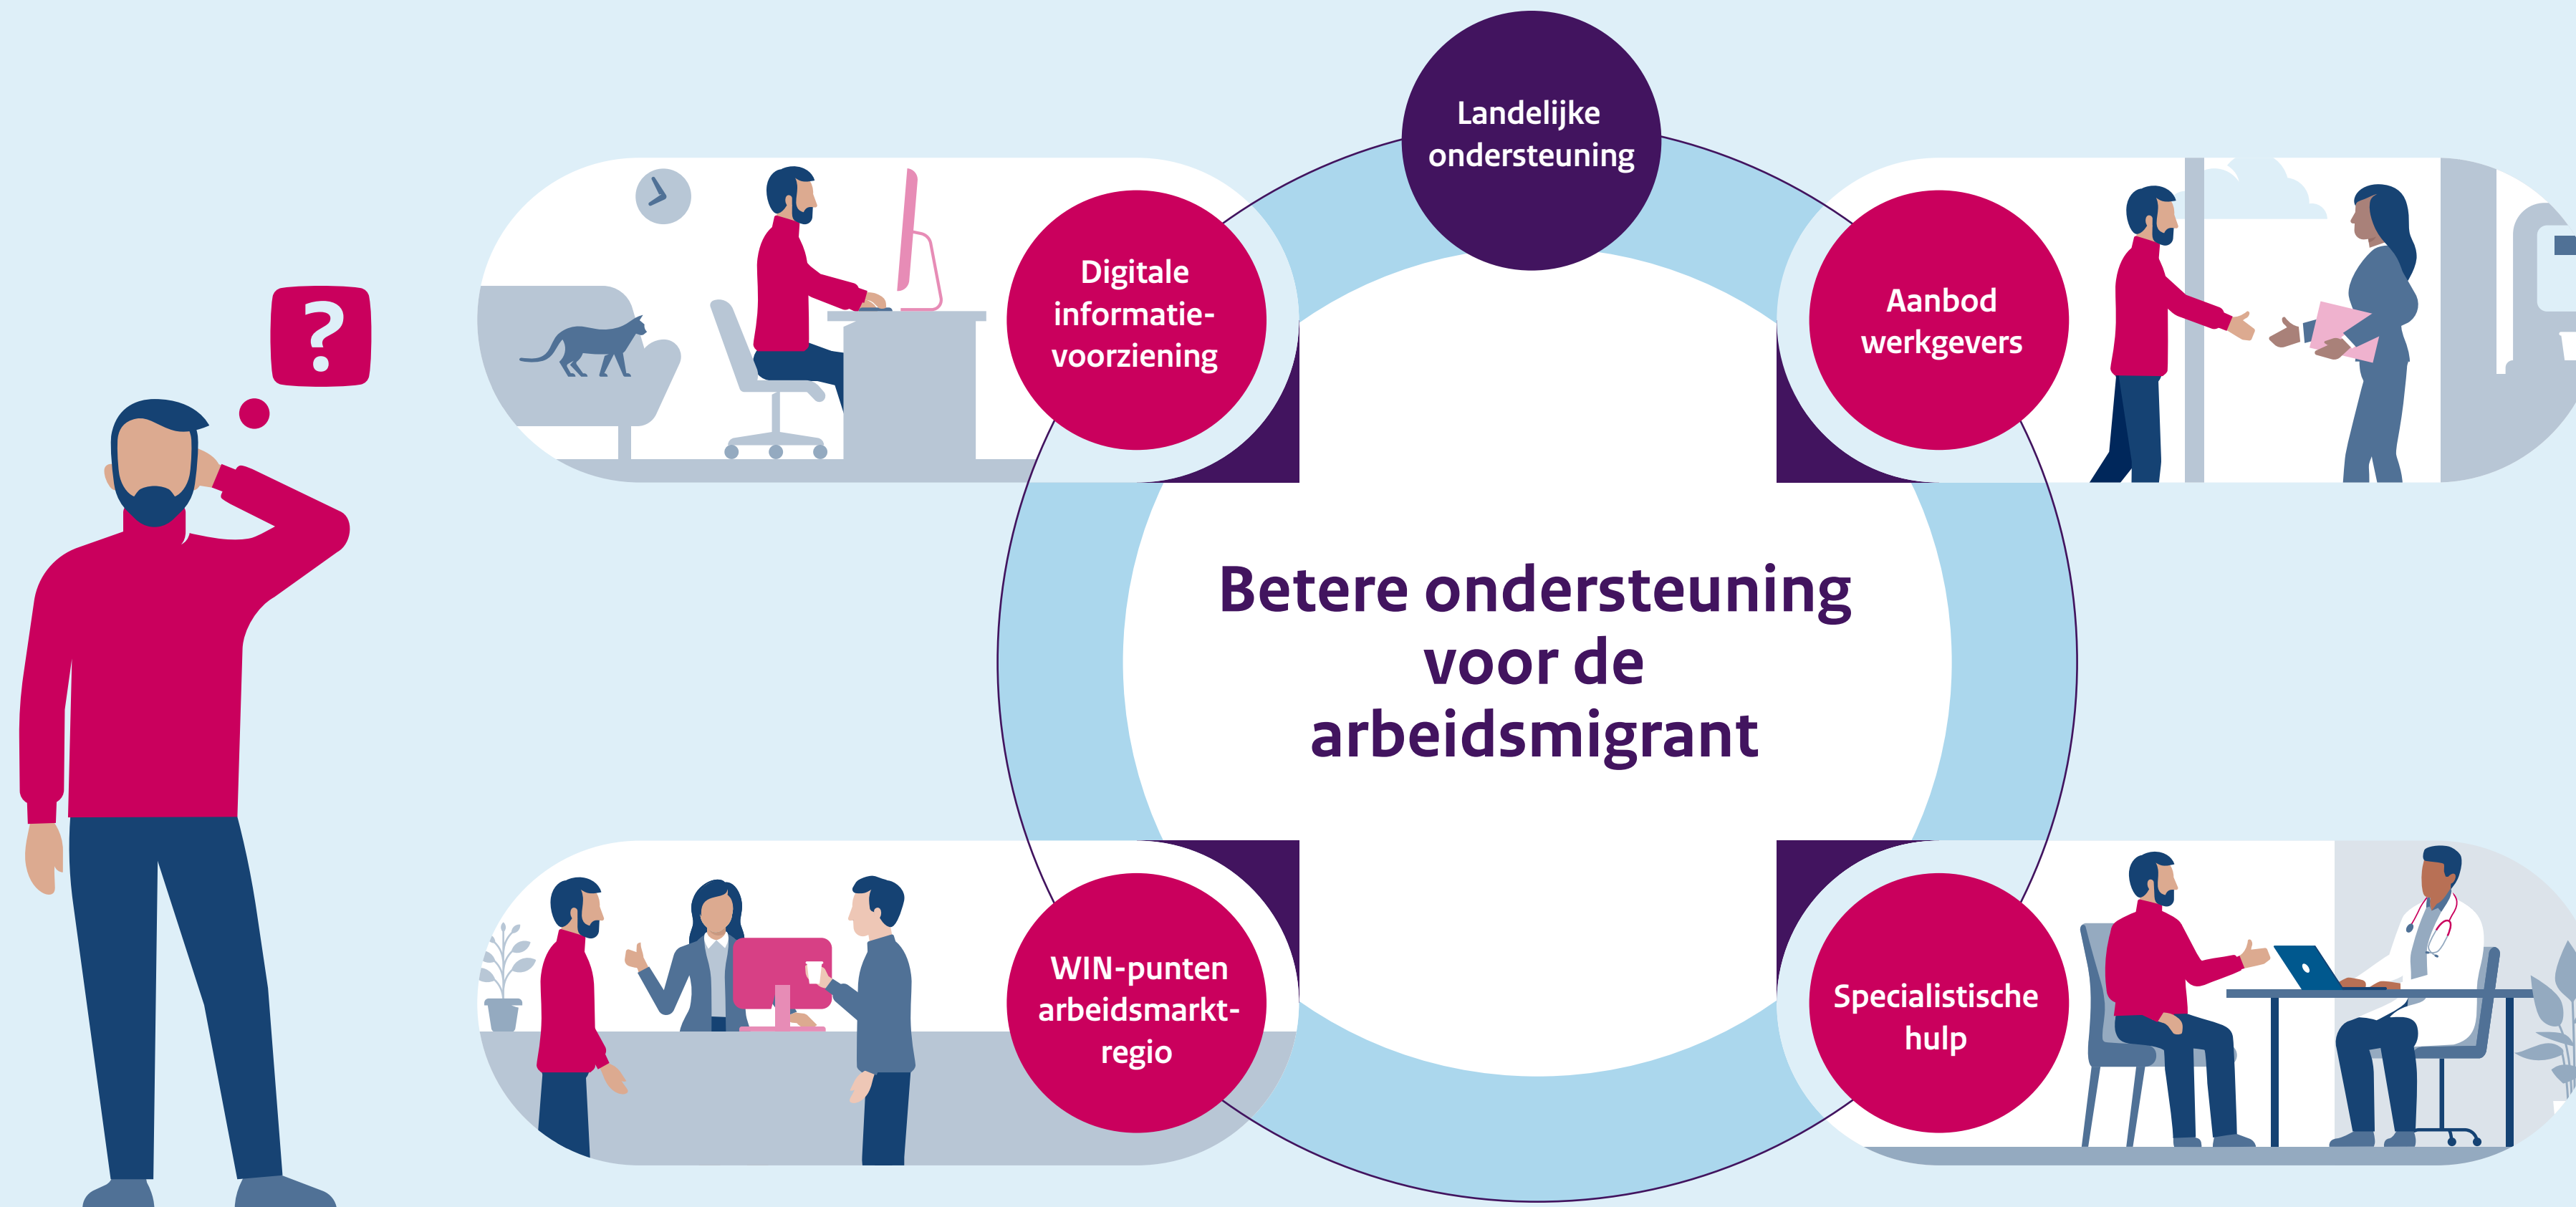 Landelijke
ondersteuning
Digitale
informatie-
voorziening
Aanbod
werkgevers
?
Betere ondersteuning
voor de
arbeidsmigrant
WIN-punten
arbeidsmarkt-
regio
Specialistische
hulp